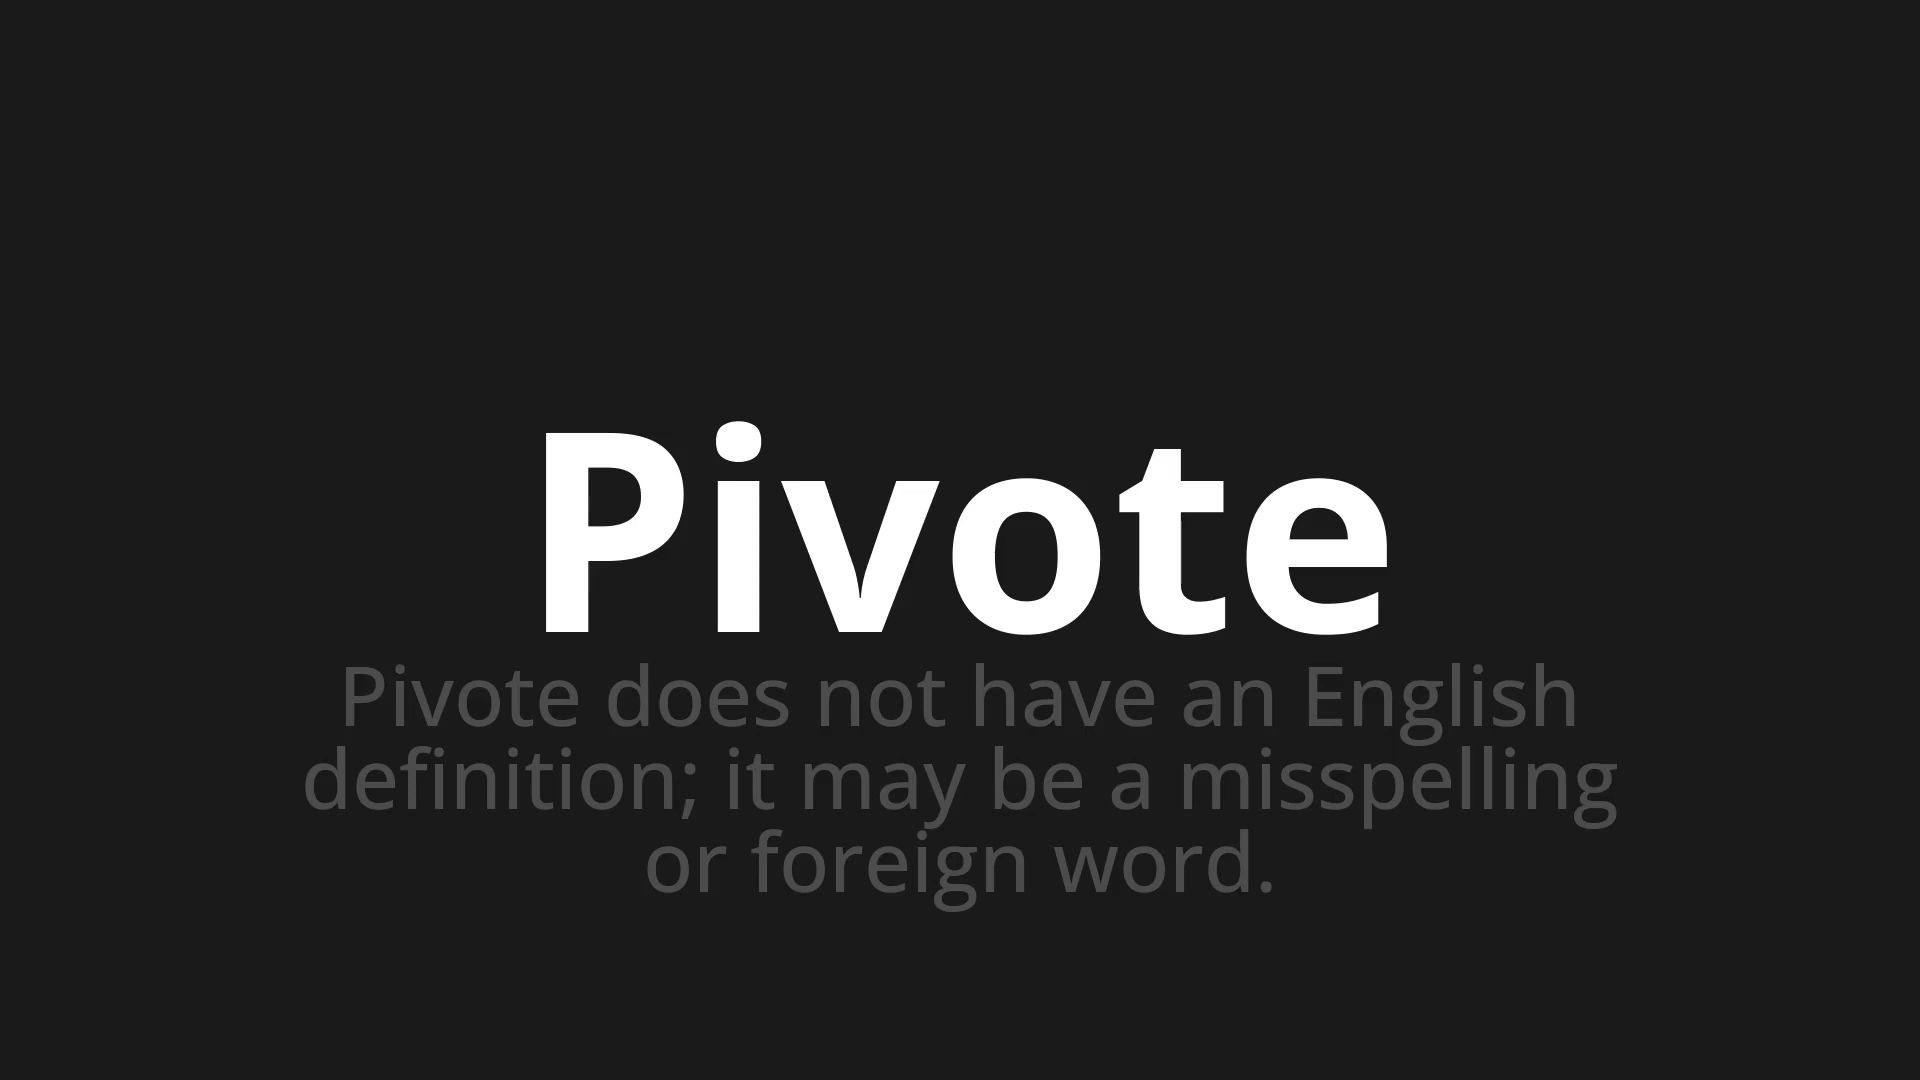 Pivote
Pivote does not have an English
definition; it may be a misspelling
or foreign word.